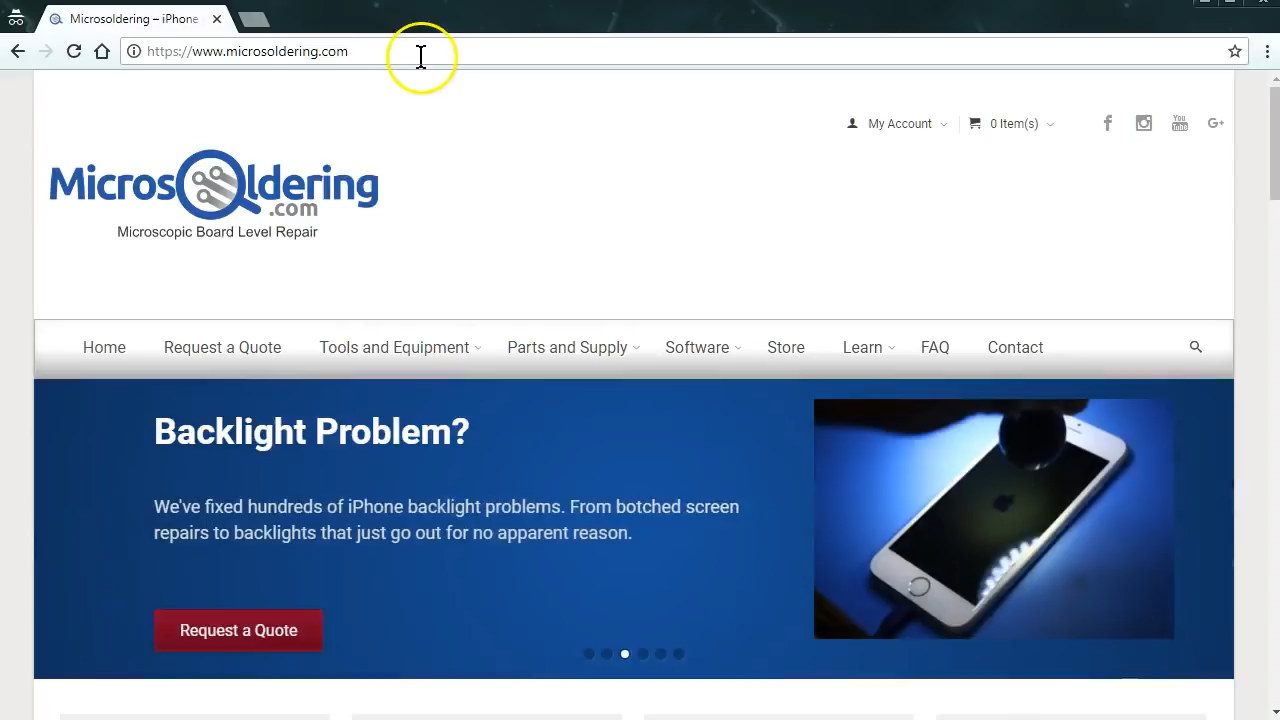 Microsoldering – iPhone
https://www.microsoldering.com
My Account
0 Item(s)
f
You Tube
G+
Microsoldering
.com
Microscopic Board Level Repair
Home
Request a Quote
Tools and Equipment
Parts and Supply
Software
Store
Learn
FAQ
Contact
Backlight Problem?
We've fixed hundreds of iPhone backlight problems. From botched screen
repairs to backlights that just go out for no apparent reason.
Request a Quote